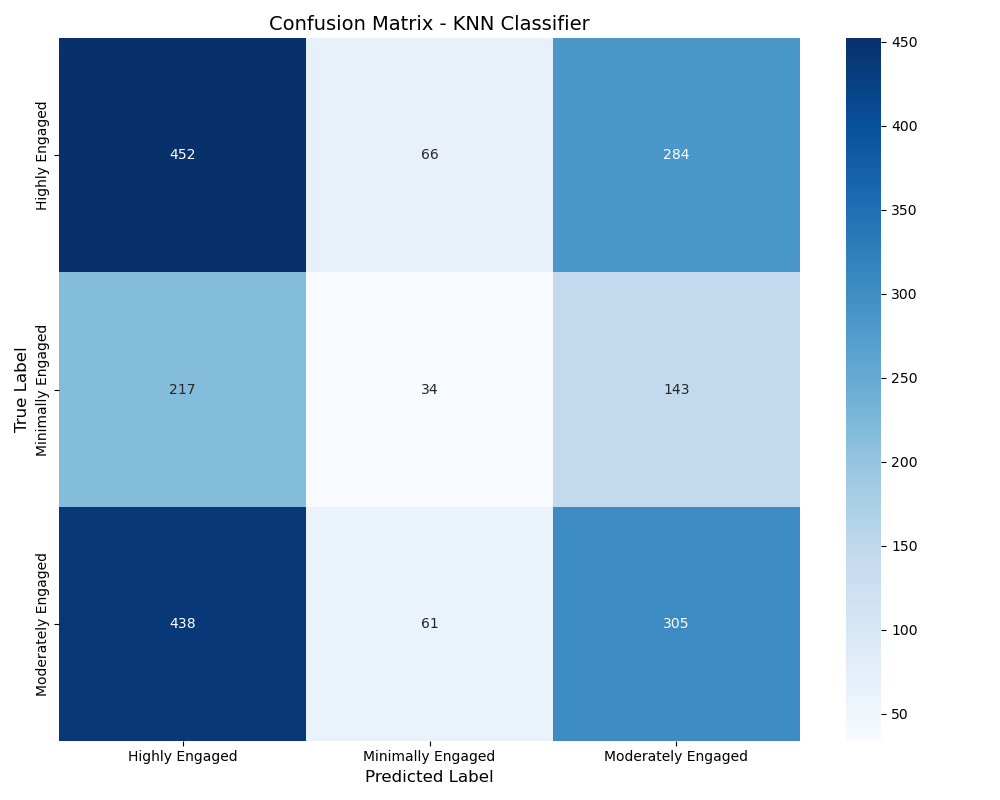 Confusion Matrix - KNN Classifier
True Label
Highly Engaged
Minimally Engaged
Moderately Engaged
452 66 284
217 34 143
438 61 305
Highly Engaged Minimally Engaged Moderately Engaged
Predicted Label
450
400
350
300
250
200
150
100
50